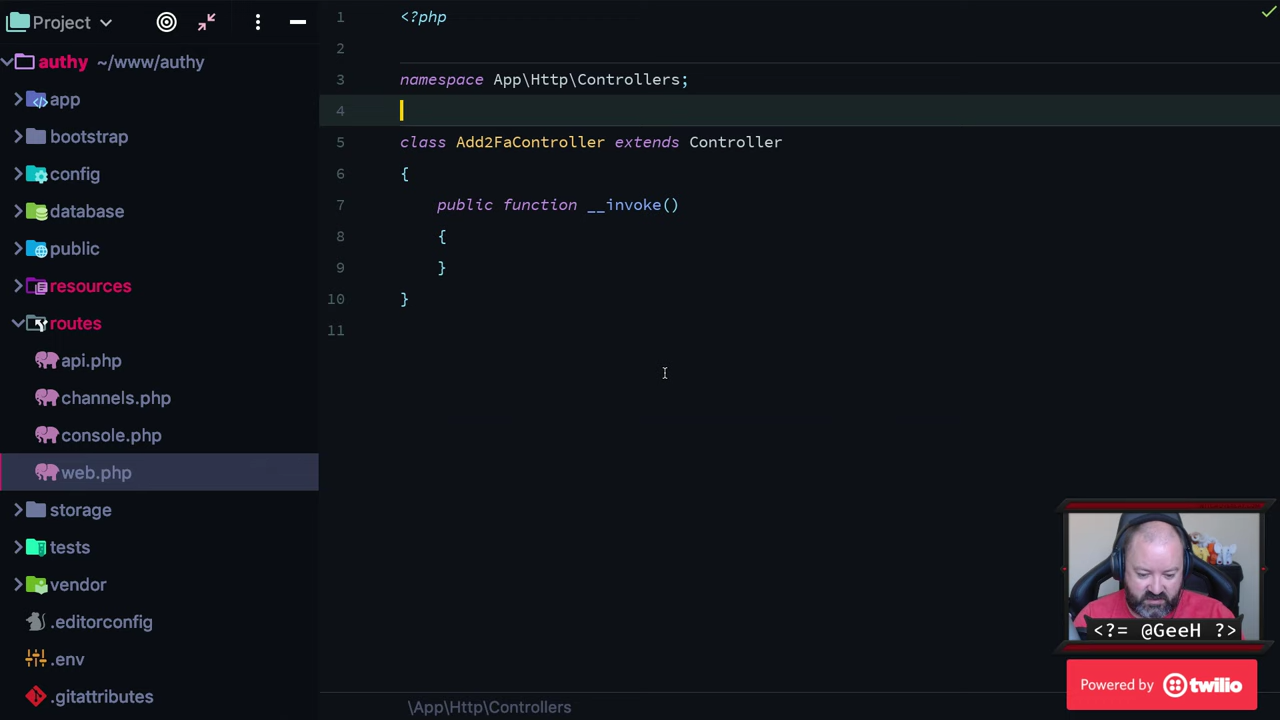 Project
authy ~/www/authy
app
bootstrap
config
database
public
resources
routes
api.php
channels.php
console.php
web.php
storage
tests
vendor
.editorconfig
.env
.gitattributes
1 <?php
2
3 namespace App\Http\Controllers;
4
5 class Add2FaController extends Controller
6 {
7 public function __invoke()
8 {
9 }
10 }
11
\App\Http\Controllers
<?= @GeeH ?>
Powered by twilio